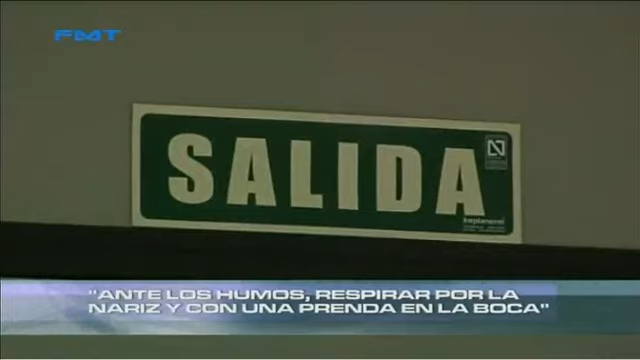 FMT
SALIDA
"ANTE LOS HUMOS, RESPIRAR POR LA
NARIZ Y CON UNA PRENDA EN LA BOCA"